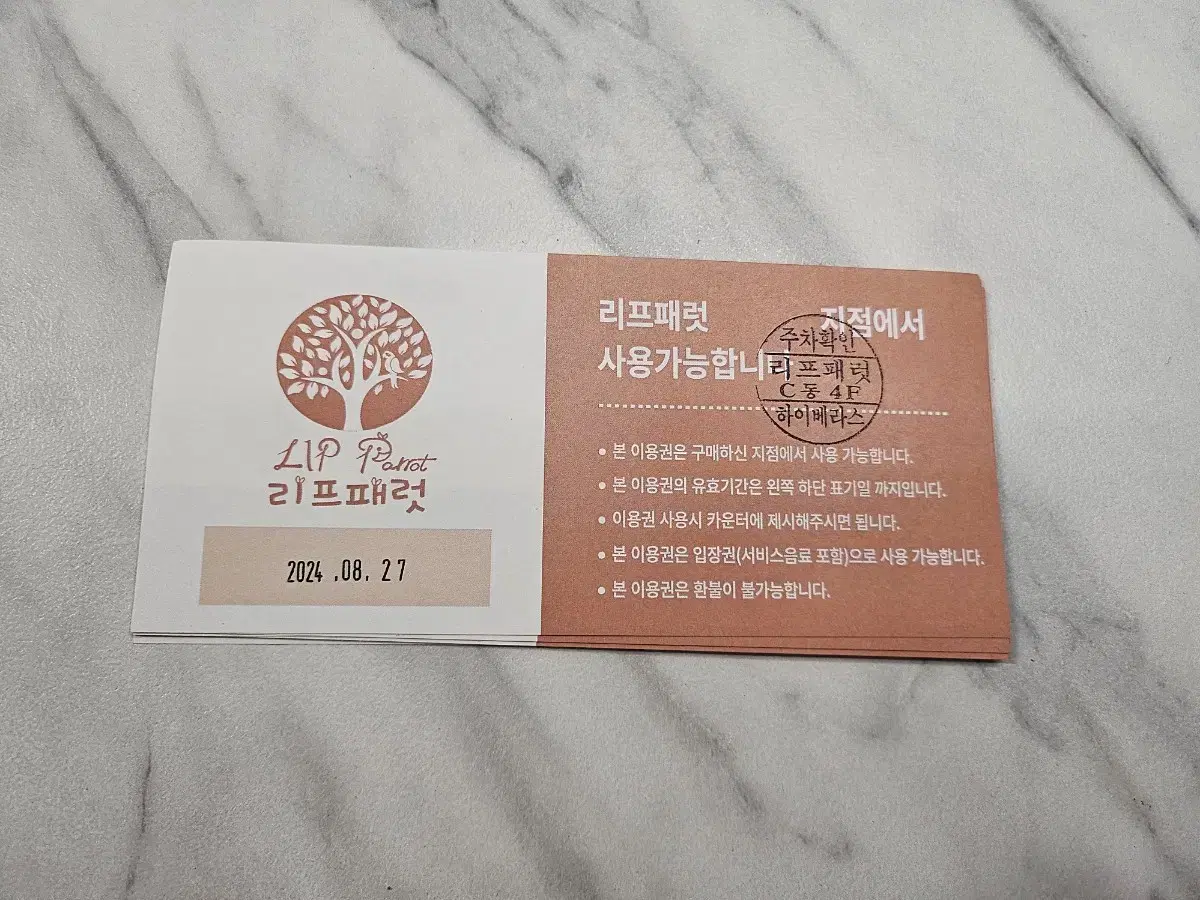 LIP Parrot
리프패럿
2024 .08. 27
리프패럿 지점에서
사용가능합니다
주차확인
리프패럿
C동 4F
하이베라스
본 이용권은 구매하신 지점에서 사용 가능합니다.
본 이용권의 유효기간은 왼쪽 하단 표기일 까지입니다.
이용권 사용시 카운터에 제시해주시면 됩니다.
본 이용권은 입장권(서비스음료 포함)으로 사용 가능합니다.
본 이용권은 환불이 불가능합니다.